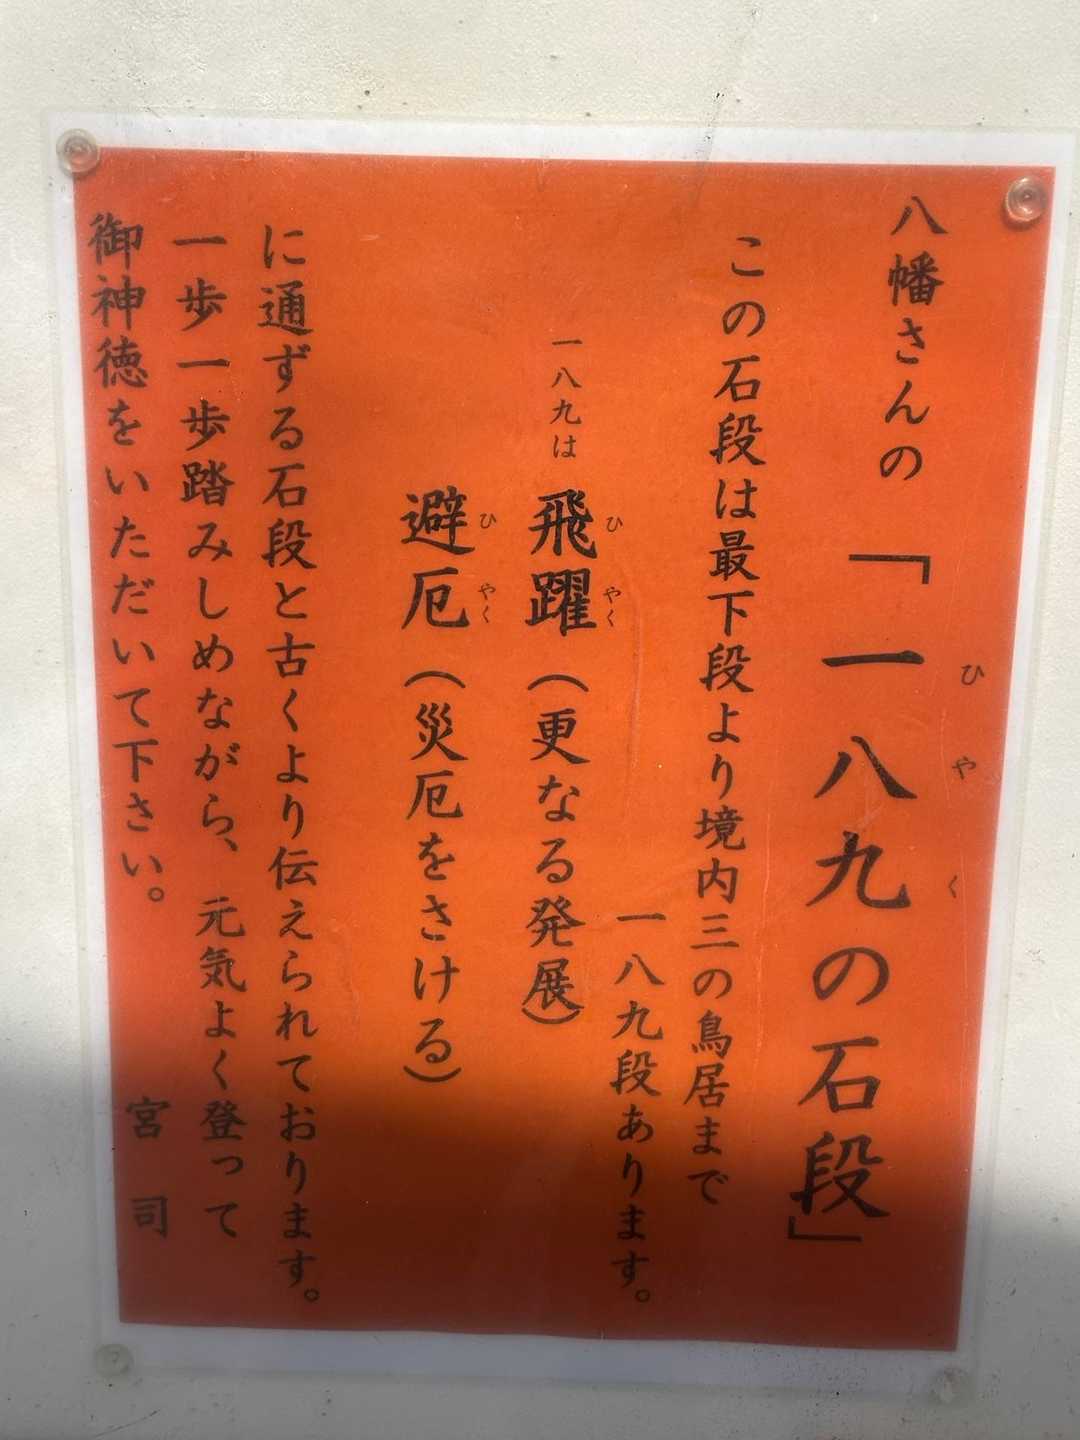 八幡さんの「一八九の石段」
ひやく
この石段は最下段より境内三の鳥居まで
一八九段あります。
一八九は 飛躍（更なる発展）
ひやく
避厄（災厄をさける）
ひやく
に通ずる石段と古くより伝えられております。
一歩一歩踏みしめながら、元気よく登って
御神徳をいただいて下さい。
宮司